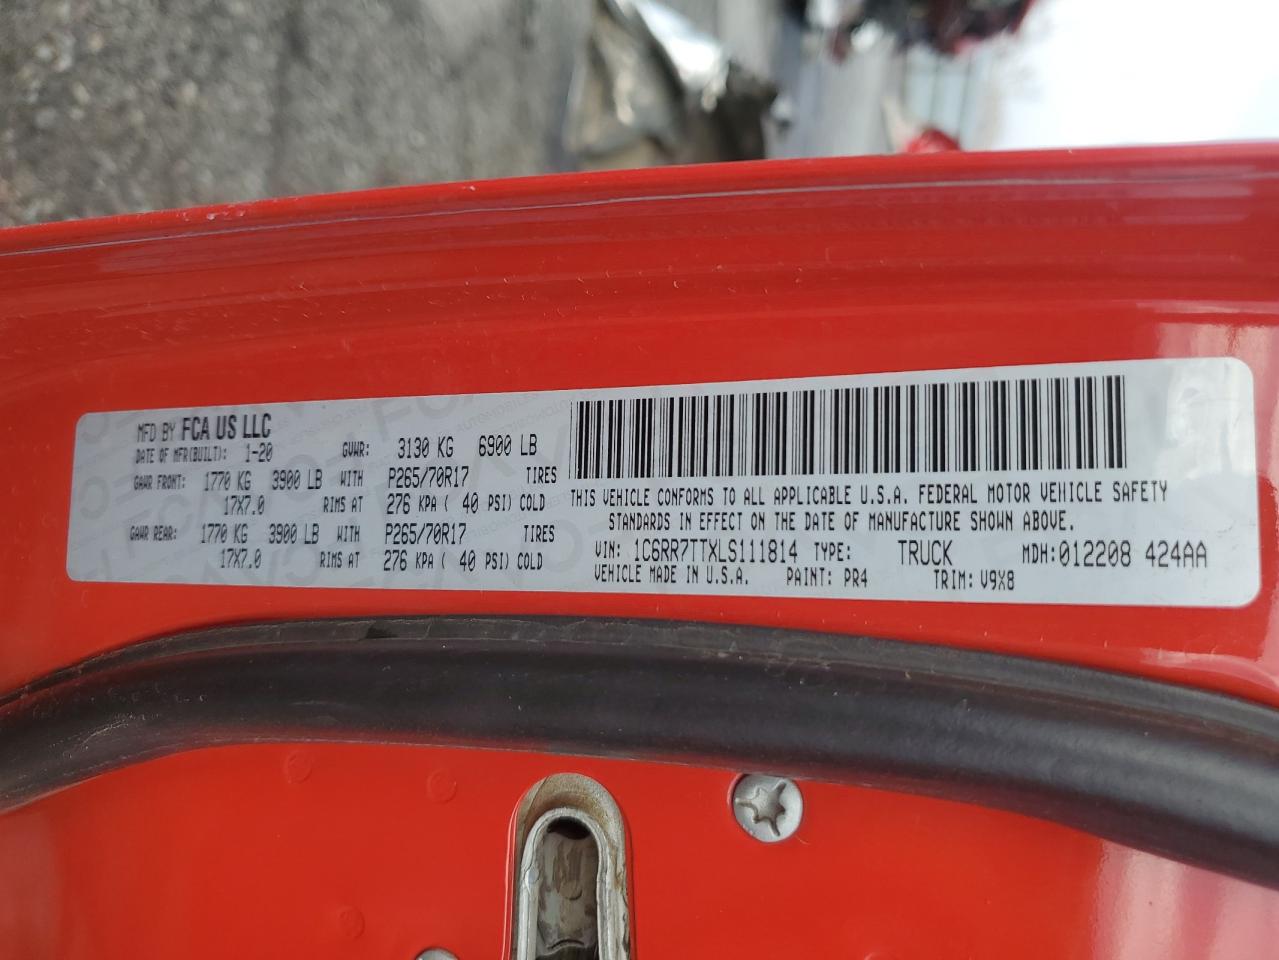 MFD BY FCA US LLC
DATE OF MFR(BUILT): 1-20 GVWR: 3130 KG 6900 LB
GAWR FRONT: 1770 KG 3900 LB WITH P265/70R17 TIRES
17X7.0 RIMS AT 276 KPA ( 40 PSI) COLD
GAWR REAR: 1770 KG 3900 LB WITH P265/70R17 TIRES
17X7.0 RIMS AT 276 KPA ( 40 PSI) COLD
THIS VEHICLE CONFORMS TO ALL APPLICABLE U.S.A. FEDERAL MOTOR VEHICLE SAFETY
STANDARDS IN EFFECT ON THE DATE OF MANUFACTURE SHOWN ABOVE.
VIN: 1C6RR7TTXLS111814 TYPE: TRUCK MDH:012208 424AA
VEHICLE MADE IN U.S.A. PAINT: PR4 TRIM: V9X8